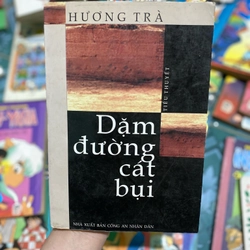 HƯƠNG TRÀ
TIỂU THUYẾT
Dặm
đường
cát
bụi
NHÀ XUẤT BẢN CÔNG AN NHÂN DÂN